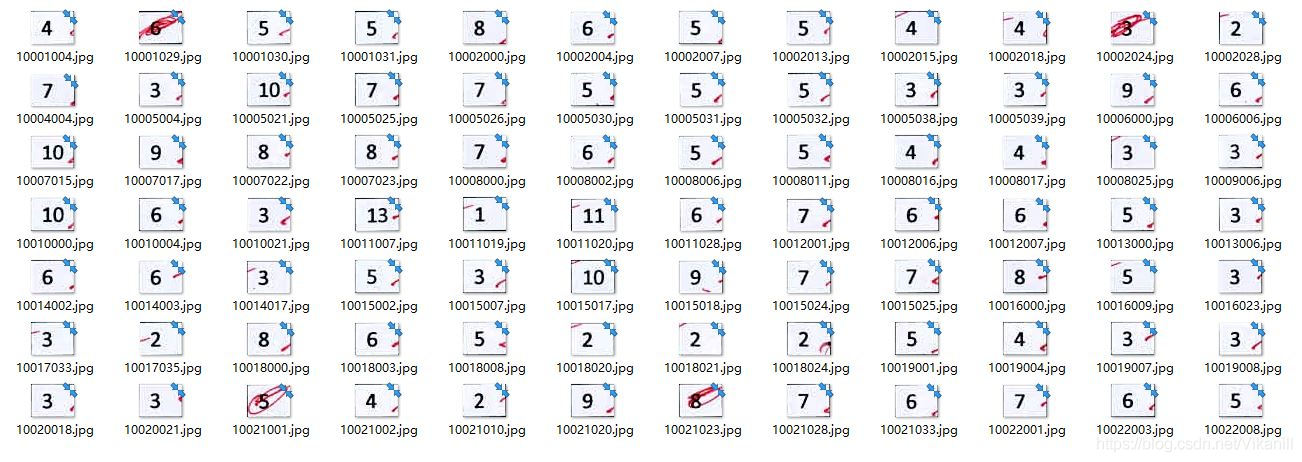 4 6 5 5 8 6 5 5 4 4 3 2
10001004.jpg 10001029.jpg 10001030.jpg 10001031.jpg 10002000.jpg 10002004.jpg 10002007.jpg 10002013.jpg 10002015.jpg 10002018.jpg 10002024.jpg 10002028.jpg
7 3 10 7 7 5 5 5 3 3 9 6
10004004.jpg 10005004.jpg 10005021.jpg 10005025.jpg 10005026.jpg 10005030.jpg 10005031.jpg 10005032.jpg 10005038.jpg 10005039.jpg 10006000.jpg 10006006.jpg
10 9 8 8 7 6 5 5 4 4 3 3
10007015.jpg 10007017.jpg 10007022.jpg 10007023.jpg 10008000.jpg 10008002.jpg 10008006.jpg 10008011.jpg 10008016.jpg 10008017.jpg 10008025.jpg 10009006.jpg
10 6 3 13 1 11 6 7 6 6 5 3
10010000.jpg 10010004.jpg 10010021.jpg 10011007.jpg 10011019.jpg 10011020.jpg 10011028.jpg 10012001.jpg 10012006.jpg 10012007.jpg 10013000.jpg 10013006.jpg
6 6 3 5 3 10 9 7 7 8 5 3
10014002.jpg 10014003.jpg 10014017.jpg 10015002.jpg 10015007.jpg 10015017.jpg 10015018.jpg 10015024.jpg 10015025.jpg 10016000.jpg 10016009.jpg 10016023.jpg
3 2 8 6 5 2 2 2 5 4 3 3
10017033.jpg 10017035.jpg 10018000.jpg 10018003.jpg 10018008.jpg 10018020.jpg 10018021.jpg 10018024.jpg 10019001.jpg 10019004.jpg 10019007.jpg 10019008.jpg
3 3 5 4 2 9 8 7 6 7 6 5
10020018.jpg 10020021.jpg 10021001.jpg 10021002.jpg 10021010.jpg 10021020.jpg 10021023.jpg 10021028.jpg 10021033.jpg 10022001.jpg 10022003.jpg 10022008.jpg